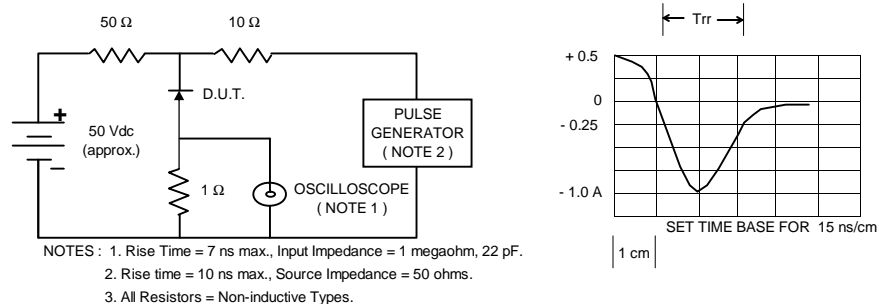 50 Ω
10 Ω
D.U.T.
+
50 Vdc
(approx.)
−
PULSE
GENERATOR
( NOTE 2 )
1 Ω
OSCILLOSCOPE
( NOTE 1 )
NOTES : 1. Rise Time = 7 ns max., Input Impedance = 1 megaohm, 22 pF.
2. Rise time = 10 ns max., Source Impedance = 50 ohms.
3. All Resistors = Non-inductive Types.
Trr
+ 0.5
0
- 0.25
- 1.0 A
SET TIME BASE FOR 15 ns/cm
1 cm